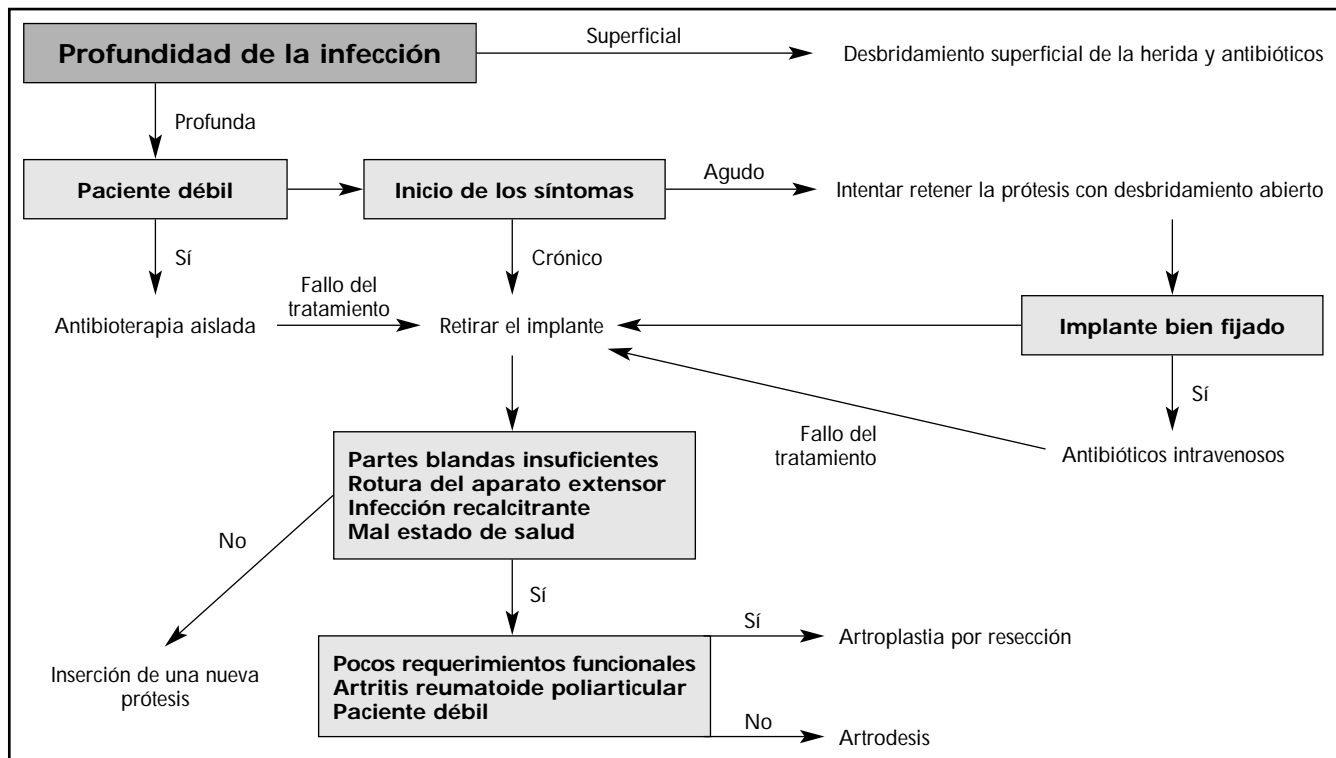 Profundidad de la infección
Superficial
Desbridamiento superficial de la herida y antibióticos
Profunda
Paciente débil
Inicio de los síntomas
Agudo
Intentar retener la prótesis con desbridamiento abierto
Sí
Crónico
Antibioterapia aislada
Fallo del
tratamiento
Retirar el implante
Implante bien fijado
Sí
Partes blandas insuficientes
Rotura del aparato extensor
Infección recalcitrante
Mal estado de salud
Fallo del
tratamiento
Antibióticos intravenosos
No
Sí
Inserción de una nueva
prótesis
Pocos requerimientos funcionales
Artritis reumatoide poliarticular
Paciente débil
Sí
Artroplastia por resección
No
Artrodesis